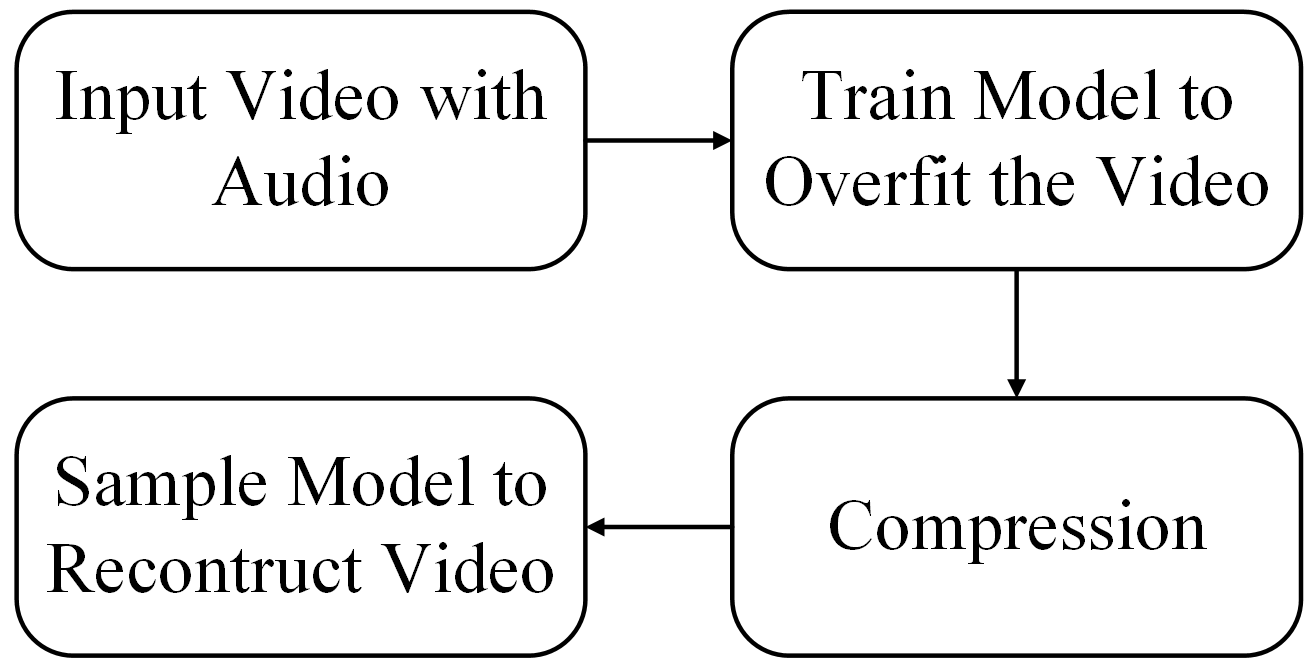 Input Video with
Audio
Train Model to
Overfit the Video
Compression
Sample Model to
Recontruct Video